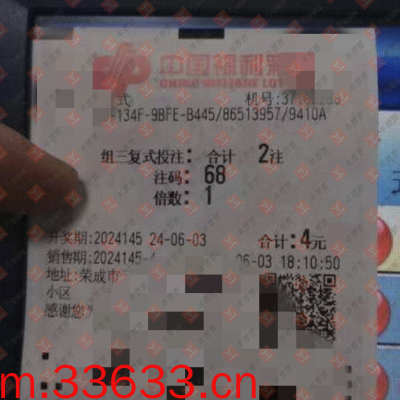 中国福利彩
CHINA WELFARE LOT
式
机号:37
-134F-9BFE-B445/86513957/9410A
组三复式投注: 合计 2注
注码: 68
倍数: 1
开奖期:2024145 24-06-03 合计:4元
销售期:2024145- 06-03 18:10:50
地址:荣成市
小区
感谢您为
m.33633.cn